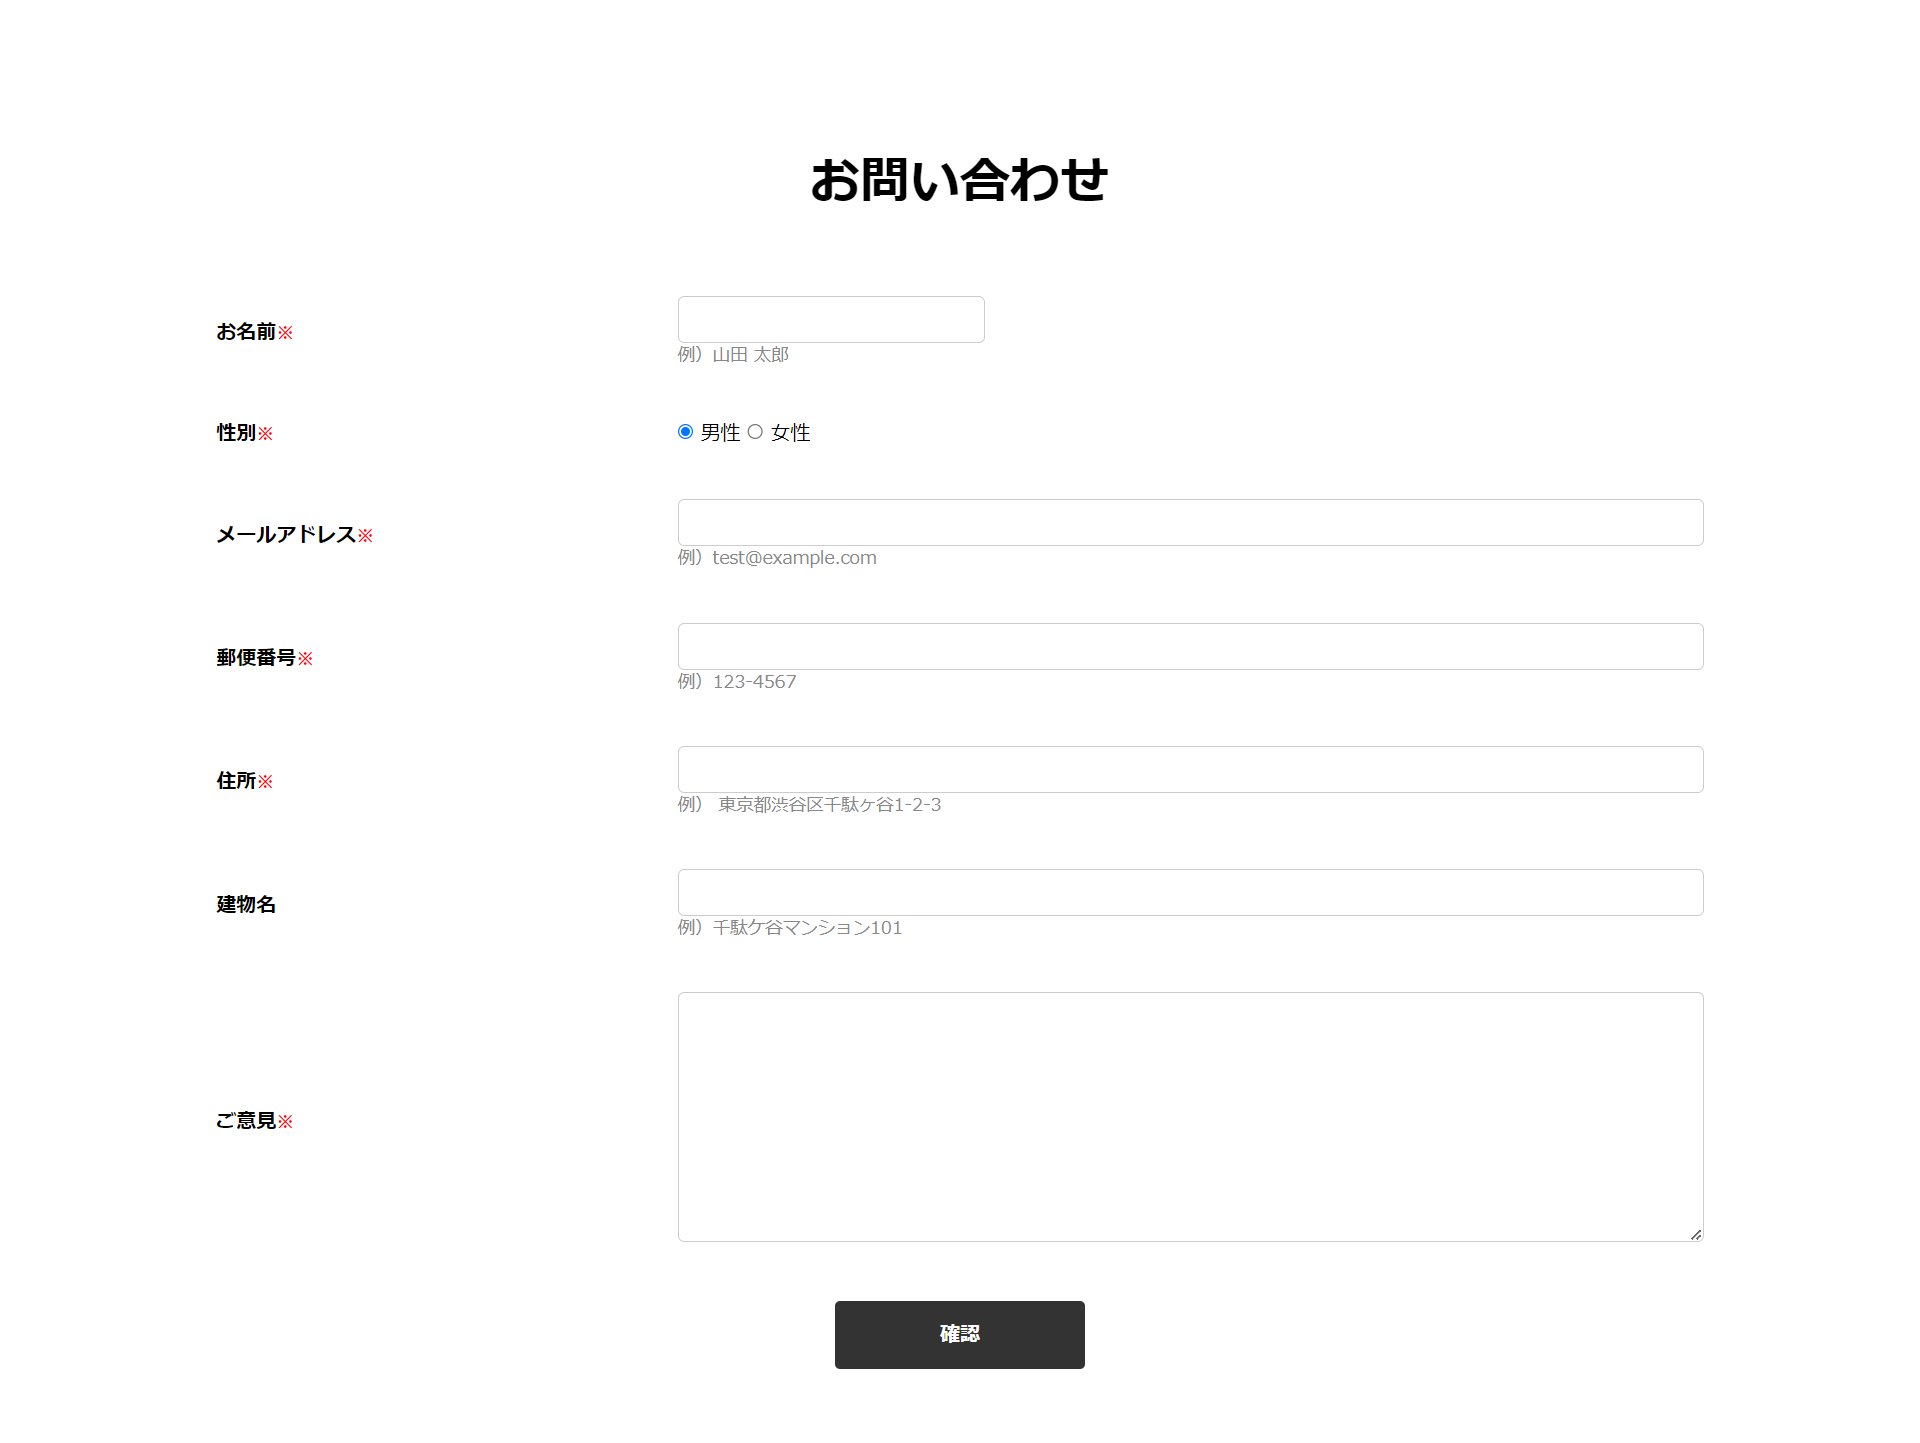 お問い合わせ
お名前※
例）山田 太郎
性別※
男性 女性
メールアドレス※
例）test@example.com
郵便番号※
例）123-4567
住所※
例） 東京都渋谷区千駄ヶ谷1-2-3
建物名
例）千駄ケ谷マンション101
ご意見※
確認